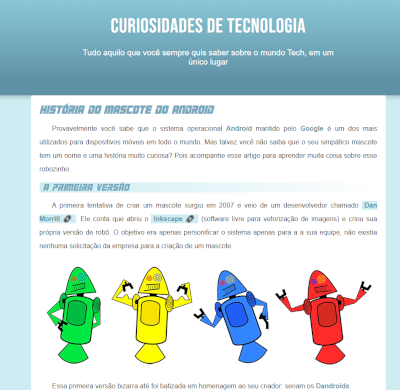 CURIOSIDADES DE TECNOLOGIA
Tudo aquilo que você sempre quis saber sobre o mundo Tech, em um
único lugar
HISTÓRIA DO MASCOTE DO ANDROID
Provavelmente você sabe que o sistema operacional Android mantido pelo Google é um dos mais
utilizados para dispositivos móveis em todo o mundo. Mas talvez você não saiba que o seu simpático mascote
tem um nome e uma história muito curiosa? Pois acompanhe esse artigo para aprender muita coisa sobre esse
robozinho.
A PRIMEIRA VERSÃO
A primeira tentativa de criar um mascote surgiu em 2007 e veio de um desenvolvedor chamado Dan
Morrill. Ele conta que abriu o Inkscape (software livre para vetorização de imagens) e criou sua
própria versão de robô. O objetivo era apenas personificar o sistema apenas para a a sua equipe, não existia
nenhuma solicitação da empresa para a criação de um mascote.
Essa primeira versão bizarra até foi batizada em homenagem ao seu criador: seriam os Dandroids